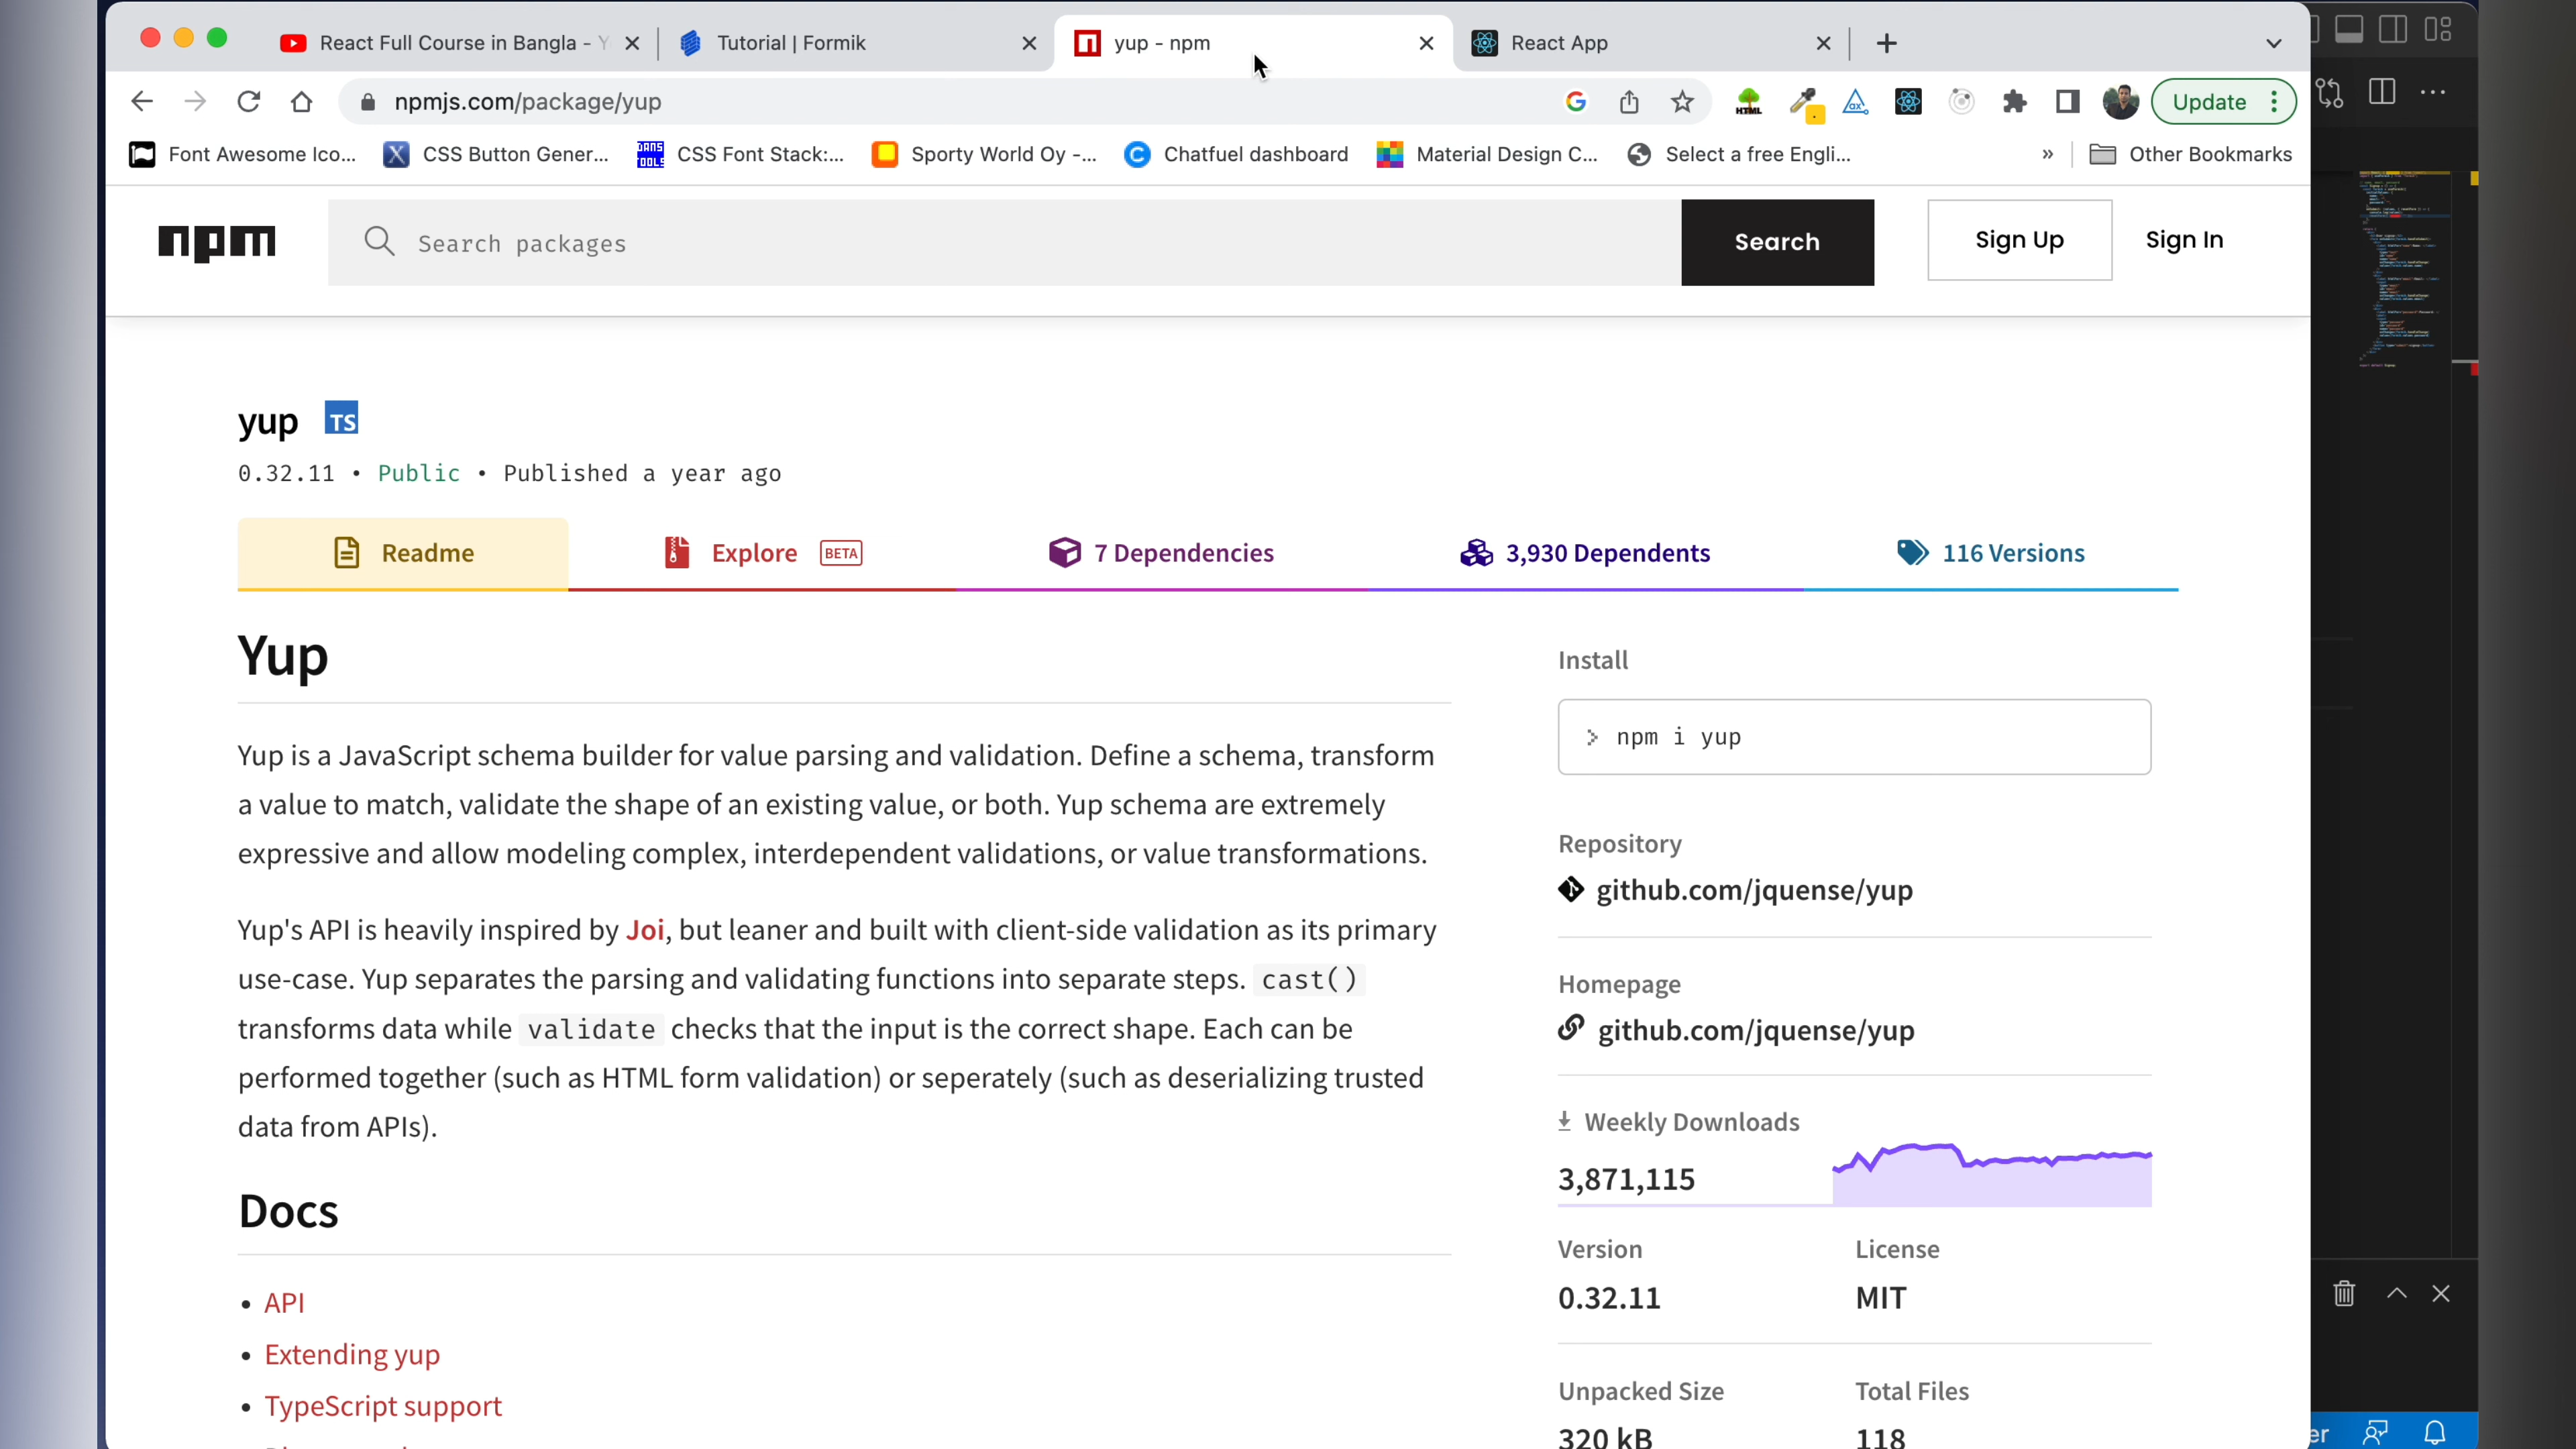 React Full Course in Bangla - Y
Tutorial | Formik
yup - npm
React App
npmjs.com/package/yup
Update
Font Awesome Ico...
CSS Button Gener...
CSS Font Stack:...
Sporty World Oy -...
Chatfuel dashboard
Material Design C...
Select a free Engli...
»
Other Bookmarks
npm
Search packages
Search
Sign Up
Sign In
yup TS
0.32.11 • Public • Published a year ago
Readme
Explore BETA
7 Dependencies
3,930 Dependents
116 Versions
Yup
Yup is a JavaScript schema builder for value parsing and validation. Define a schema, transform
a value to match, validate the shape of an existing value, or both. Yup schema are extremely
expressive and allow modeling complex, interdependent validations, or value transformations.
Yup's API is heavily inspired by Joi, but leaner and built with client-side validation as its primary
use-case. Yup separates the parsing and validating functions into separate steps. cast()
transforms data while validate checks that the input is the correct shape. Each can be
performed together (such as HTML form validation) or seperately (such as deserializing trusted
data from APIs).
Docs
• API
• Extending yup
• TypeScript support
Install
> npm i yup
Repository
github.com/jquense/yup
Homepage
github.com/jquense/yup
Weekly Downloads
3,871,115
Version
License
0.32.11
MIT
Unpacked Size
Total Files
320 kB
118